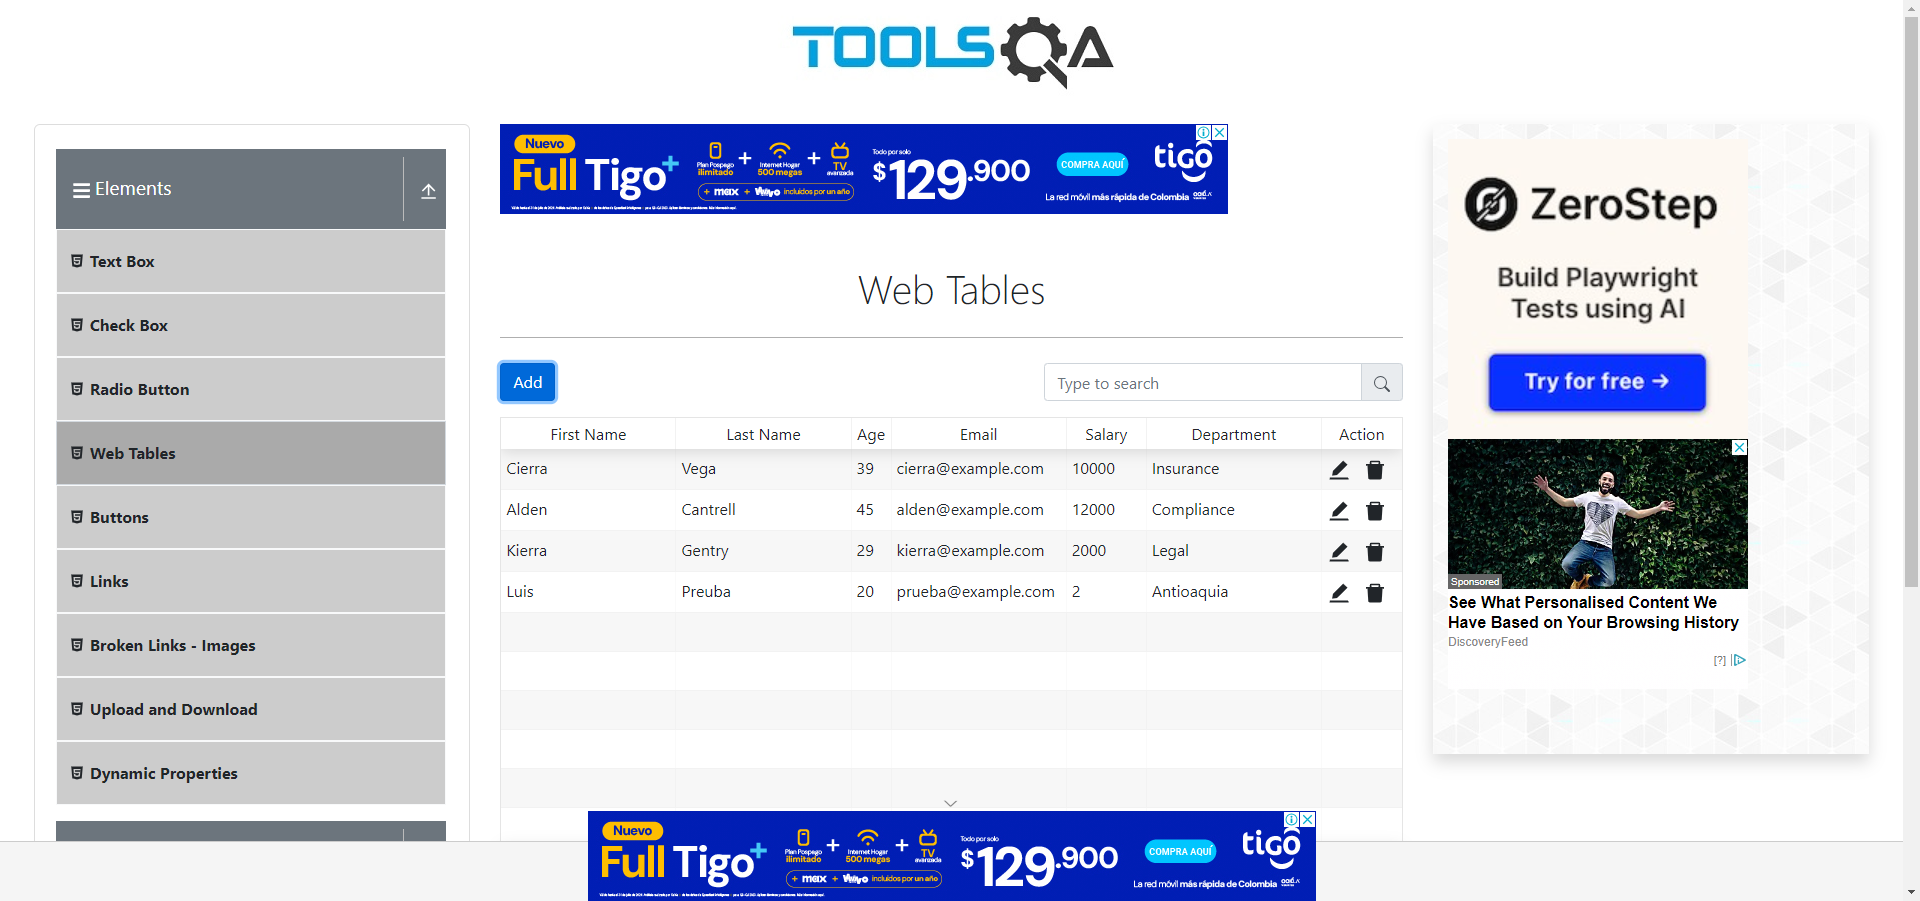 TOOLSQA
Elements
Text Box
Check Box
Radio Button
Web Tables
Buttons
Links
Broken Links - Images
Upload and Download
Dynamic Properties
Nuevo
Full Tigo+
Plan Pospago
ilimitado
+
Internet Hogar
500 megas
+
TV
avanzada
+ max + Wingo incluidos por un año
Todo por solo
$129.900
COMPRA AQUÍ
tigo
La red móvil más rápida de Colombia
Web Tables
Add
Type to search
First Name Last Name Age Email Salary Department Action
Cierra Vega 39 cierra@example.com 10000 Insurance
Alden Cantrell 45 alden@example.com 12000 Compliance
Kierra Gentry 29 kierra@example.com 2000 Legal
Luis Preuba 20 prueba@example.com 2 Antioaquia
ZeroStep
Build Playwright
Tests using AI
Try for free →
Sponsored
See What Personalised Content We
Have Based on Your Browsing History
DiscoveryFeed
[?]
Nuevo
Full Tigo+
Plan Pospago
ilimitado
+
Internet Hogar
500 megas
+
TV
avanzada
+ max + incluidos por un año
Todo por solo
$129.900
COMPRA AQUÍ
tigo
La red móvil más rápida de Colombia